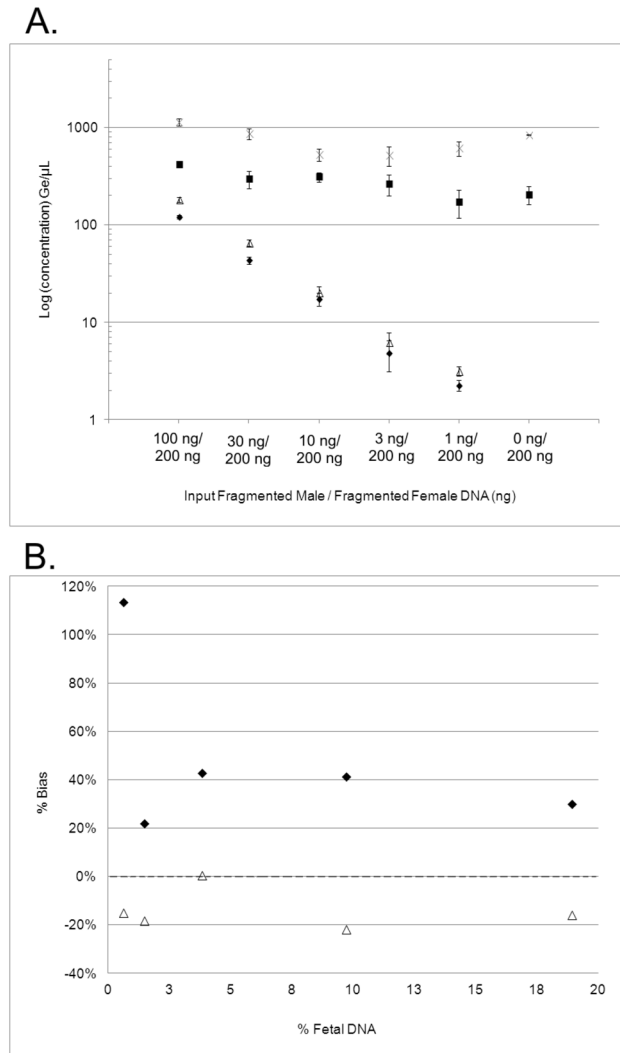 A.
1000
100
10
1
Log (concentration) Ge/µL
100 ng/ 30 ng/ 10 ng/ 3 ng/ 1 ng/ 0 ng/
200 ng 200 ng 200 ng 200 ng 200 ng 200 ng
Input Fragmented Male / Fragmented Female DNA (ng)
B.
120%
100%
80%
60%
40%
20%
0%
-20%
-40%
% Bias
0 3 5 8 10 13 15 18 20
% Fetal DNA